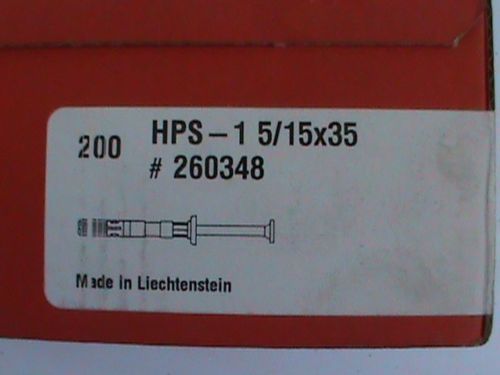 200 HPS – 1 5/15x35
# 260348
Made in Liechtenstein